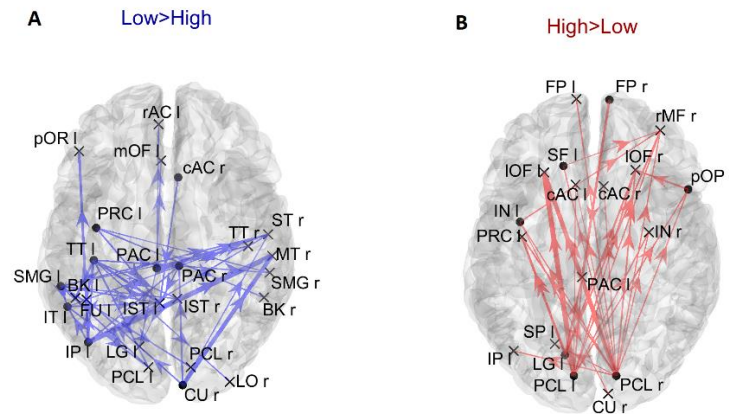 A
Low>High
rAC l
pOR l
mOF l
cAC r
PRC l
ST r
TT r
TT l
PAC l
MT r
PAC r
SMG l
SMG r
BK l
FU l
IST l
IST r
BK r
IT l
IP l
LG l
PCL r
PCL l
LO r
CU r
B
High>Low
FP l
FP r
rMF r
SF l
lOF r
lOF l
pOP
cAC l
cAC r
IN l
PRC l
IN r
PAC l
SP l
IP l
LG l
PCL l
PCL r
CU r